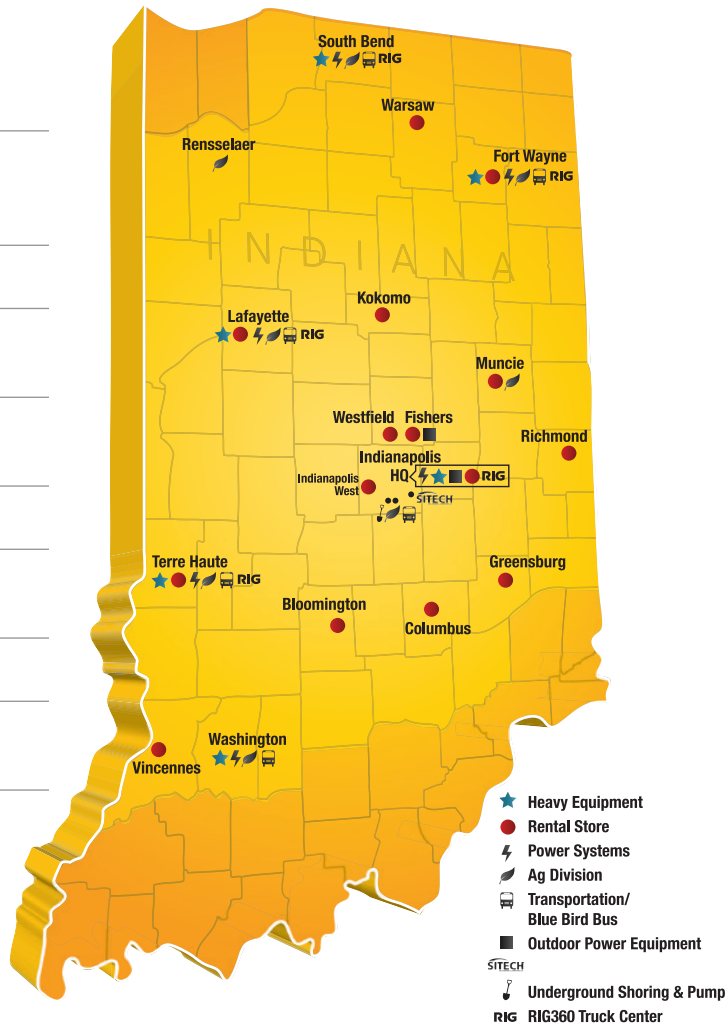 South Bend
RIG
Warsaw
Rensselaer
Fort Wayne
RIG
INDIANA
Kokomo
Lafayette
RIG
Muncie
Westfield Fishers
Richmond
Indianapolis
HQ RIG
Indianapolis
West
SITECH
Terre Haute
RIG
Greensburg
Bloomington
Columbus
Washington
Vincennes
Heavy Equipment
Rental Store
Power Systems
Ag Division
Transportation/
Blue Bird Bus
Outdoor Power Equipment
SITECH
Underground Shoring & Pump
RIG RIG360 Truck Center